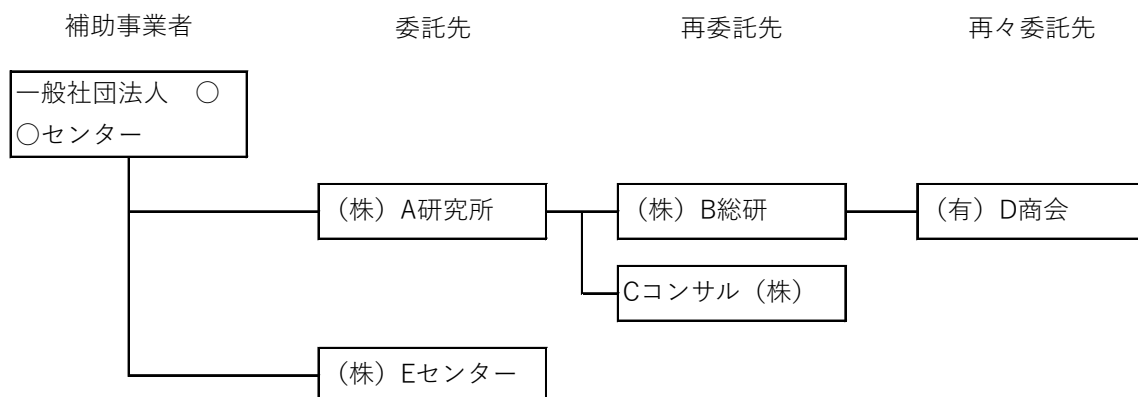 補助事業者 委託先 再委託先 再々委託先
一般社団法人　○
○センター
（株）A研究所 （株）B総研 （有）D商会
Cコンサル（株）
（株）Eセンター